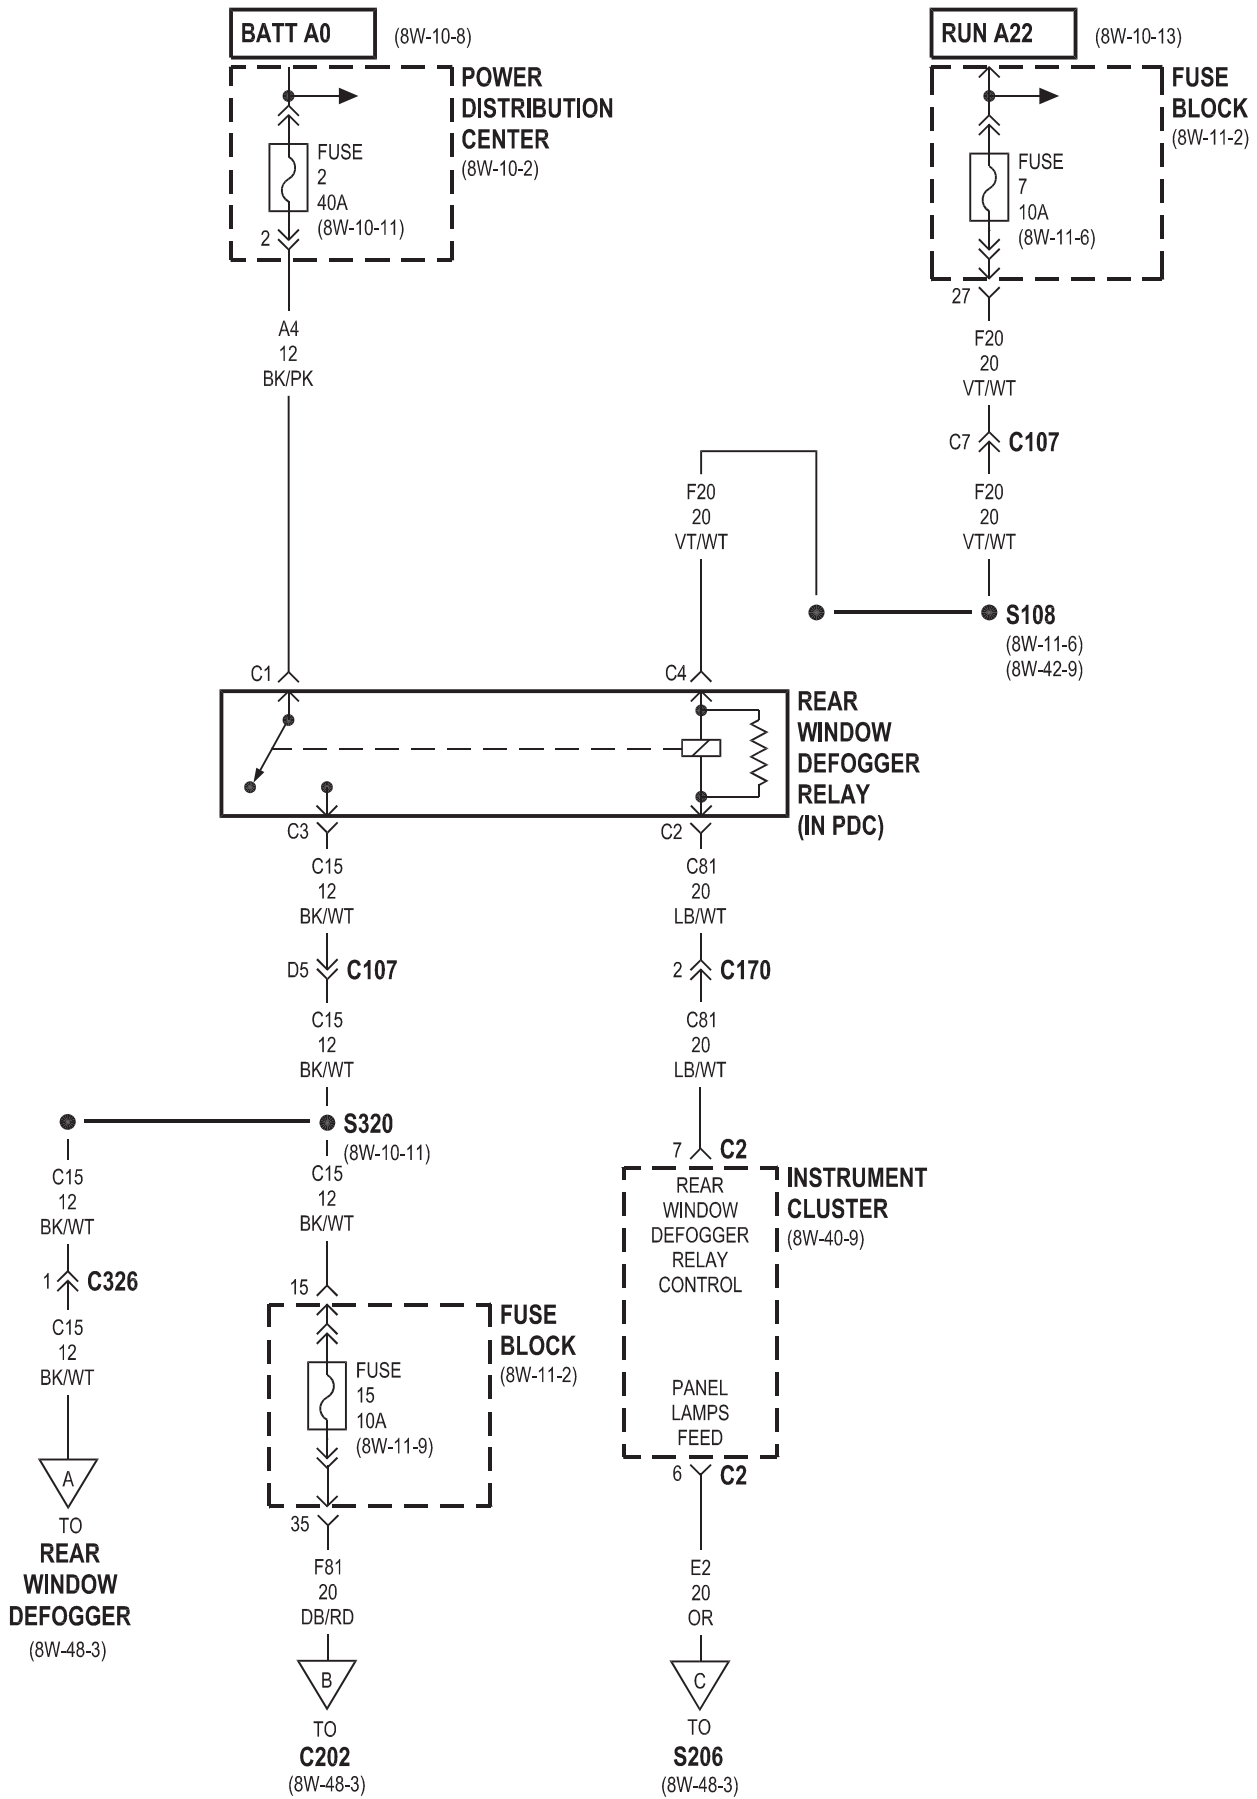 BATT A0
(8W-10-8)
RUN A22
(8W-10-13)
POWER
DISTRIBUTION
CENTER
(8W-10-2)
FUSE
2
40A
(8W-10-11)
2
FUSE
BLOCK
(8W-11-2)
FUSE
7
10A
(8W-11-6)
27
A4
12
BK/PK
F20
20
VT/WT
C7
C107
F20
20
VT/WT
F20
20
VT/WT
S108
(8W-11-6)
(8W-42-9)
C1
C4
REAR
WINDOW
DEFOGGER
RELAY
(IN PDC)
C3
C2
C15
12
BK/WT
C81
20
LB/WT
D5
C107
2
C170
C15
12
BK/WT
C81
20
LB/WT
S320
(8W-10-11)
7
C2
C15
12
BK/WT
C15
12
BK/WT
REAR
WINDOW
DEFOGGER
RELAY
CONTROL
INSTRUMENT
CLUSTER
(8W-40-9)
1
C326
15
C15
12
BK/WT
FUSE
BLOCK
(8W-11-2)
FUSE
15
10A
(8W-11-9)
PANEL
LAMPS
FEED
6
C2
A
TO
REAR
WINDOW
DEFOGGER
(8W-48-3)
35
F81
20
DB/RD
E2
20
OR
B
TO
C202
(8W-48-3)
C
TO
S206
(8W-48-3)